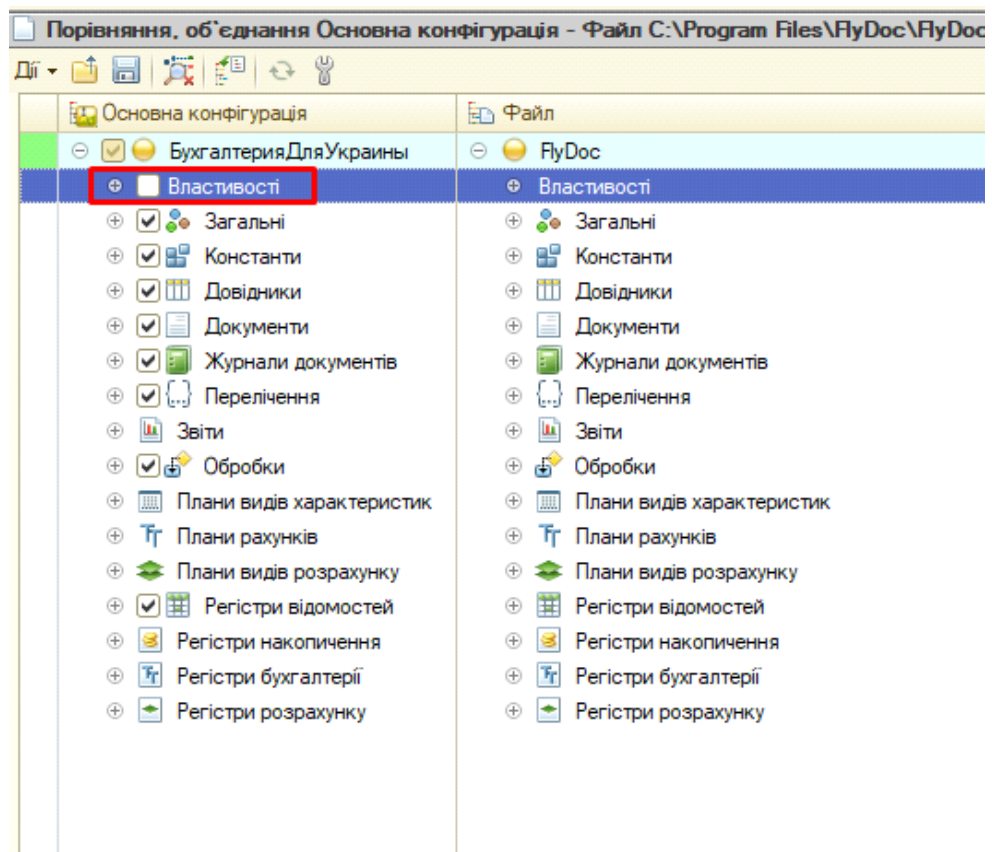 Порівняння, об`єднання Основна конфігурація - Файл C:\Program Files\FlyDoc\FlyDoc
Дії
Основна конфігурація Файл
БухгалтерияДляУкраины FlyDoc
Властивості Властивості
Загальні Загальні
Константи Константи
Довідники Довідники
Документи Документи
Журнали документів Журнали документів
Перелічення Перелічення
Звіти Звіти
Обробки Обробки
Плани видів характеристик Плани видів характеристик
Плани рахунків Плани рахунків
Плани видів розрахунку Плани видів розрахунку
Регістри відомостей Регістри відомостей
Регістри накопичення Регістри накопичення
Регістри бухгалтерії Регістри бухгалтерії
Регістри розрахунку Регістри розрахунку